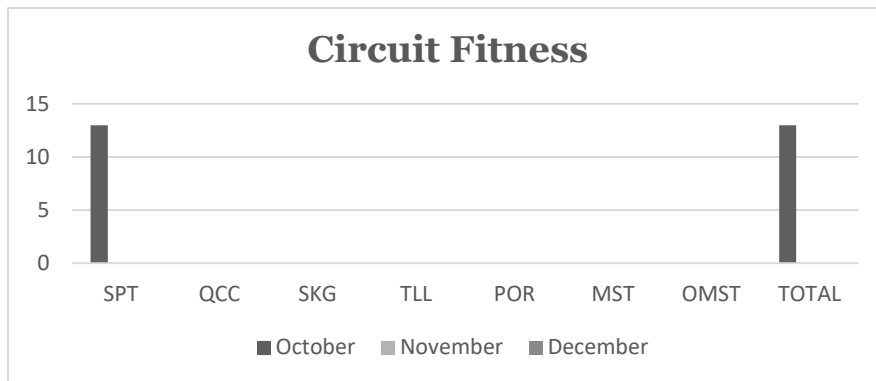 Circuit Fitness
15
10
5
0
SPT QCC SKG TLL POR MST OMST TOTAL
October November December